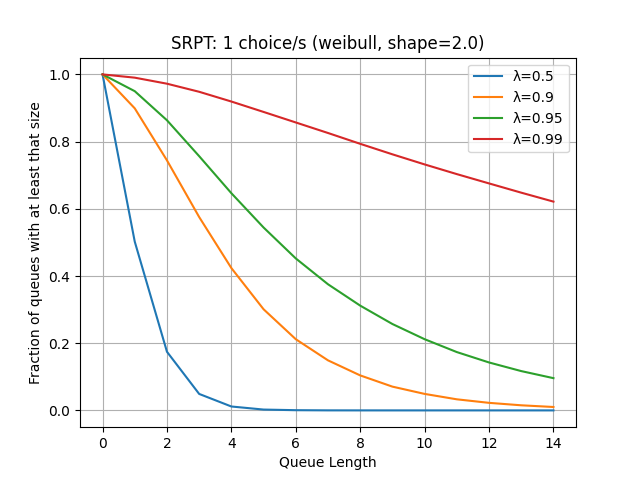 SRPT: 1 choice/s (weibull, shape=2.0)
λ=0.5
λ=0.9
λ=0.95
λ=0.99
Fraction of queues with at least that size
1.0
0.8
0.6
0.4
0.2
0.0
0 2 4 6 8 10 12 14
Queue Length